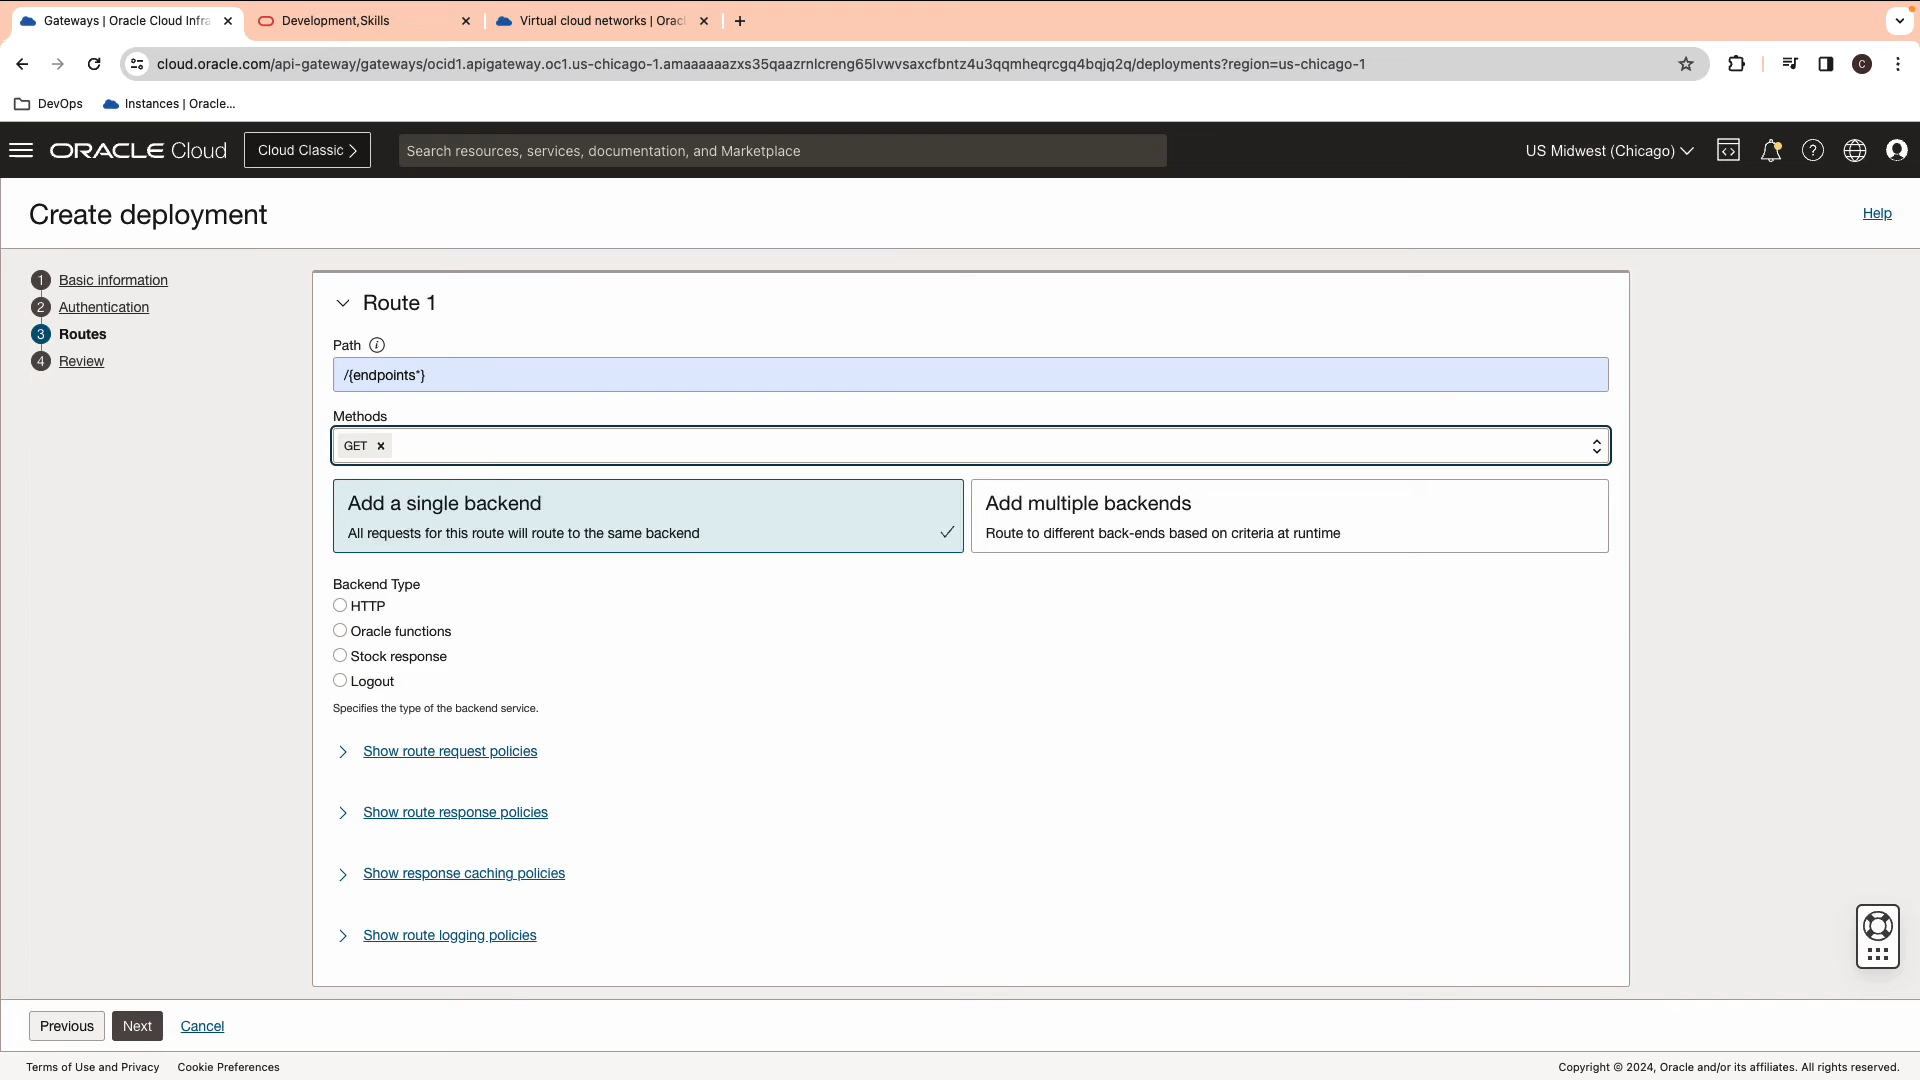 Gateways | Oracle Cloud Infra
Development,Skills
Virtual cloud networks | Orac
cloud.oracle.com/api-gateway/gateways/ocid1.apigateway.oc1.us-chicago-1.amaaaaaazxs35qaazrnlcreng65lvwvsaxcfbntz4u3qqmheqrcgq4bqjq2q/deployments?region=us-chicago-1
C
DevOps
Instances | Oracle...
ORACLE Cloud
Cloud Classic
Search resources, services, documentation, and Marketplace
US Midwest (Chicago)
Create deployment
Help
1 Basic information
2 Authentication
3 Routes
4 Review
Route 1
Path
/{endpoints*}
Methods
GET
Add a single backend
All requests for this route will route to the same backend
Add multiple backends
Route to different back-ends based on criteria at runtime
Backend Type
HTTP
Oracle functions
Stock response
Logout
Specifies the type of the backend service.
Show route request policies
Show route response policies
Show response caching policies
Show route logging policies
Previous
Next
Cancel
Terms of Use and Privacy
Cookie Preferences
Copyright © 2024, Oracle and/or its affiliates. All rights reserved.